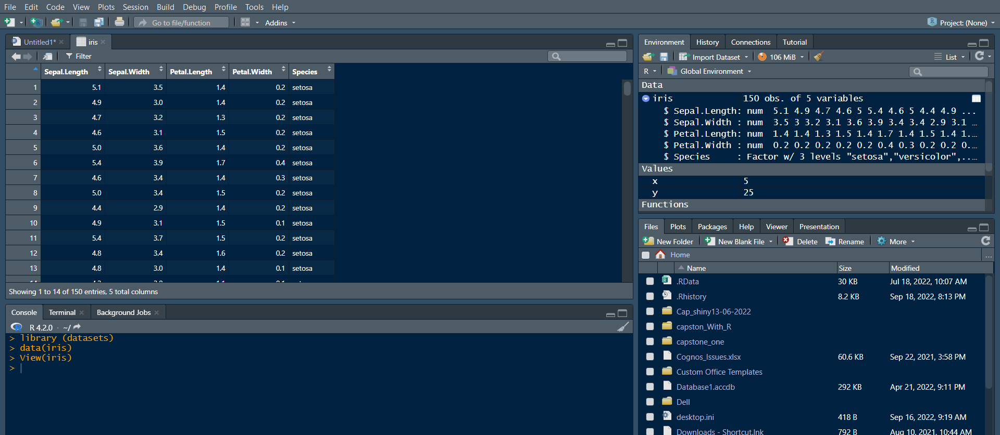 File Edit Code View Plots Session Build Debug Profile Tools Help
Go to file/function Addins Project: (None)
Untitled1* iris
Filter
Sepal.Length Sepal.Width Petal.Length Petal.Width Species
1 5.1 3.5 1.4 0.2 setosa
2 4.9 3.0 1.4 0.2 setosa
3 4.7 3.2 1.3 0.2 setosa
4 4.6 3.1 1.5 0.2 setosa
5 5.0 3.6 1.4 0.2 setosa
6 5.4 3.9 1.7 0.4 setosa
7 4.6 3.4 1.4 0.3 setosa
8 5.0 3.4 1.5 0.2 setosa
9 4.4 2.9 1.4 0.2 setosa
10 4.9 3.1 1.5 0.1 setosa
11 5.4 3.7 1.5 0.2 setosa
12 4.8 3.4 1.6 0.2 setosa
13 4.8 3.0 1.4 0.1 setosa
Showing 1 to 14 of 150 entries, 5 total columns
Console Terminal Background Jobs
R 4.2.0 · ~/
> library (datasets)
> data(iris)
> View(iris)
>
Environment History Connections Tutorial
Import Dataset 106 MiB List
R Global Environment
Data
iris 150 obs. of 5 variables
$ Sepal.Length: num 5.1 4.9 4.7 4.6 5 5.4 4.6 5 4.4 4.9 ...
$ Sepal.Width : num 3.5 3 3.2 3.1 3.6 3.9 3.4 3.4 2.9 3.1 …
$ Petal.Length: num 1.4 1.4 1.3 1.5 1.4 1.7 1.4 1.5 1.4 1.…
$ Petal.Width : num 0.2 0.2 0.2 0.2 0.2 0.4 0.3 0.2 0.2 0.…
$ Species : Factor w/ 3 levels "setosa","versicolor",..…
Values
x 5
y 25
Functions
Files Plots Packages Help Viewer Presentation
New Folder New Blank File Delete Rename More
Home ...
Name Size Modified
.RData 30 KB Jul 18, 2022, 10:07 AM
.Rhistory 8.2 KB Sep 18, 2022, 8:13 PM
Cap_shiny13-06-2022
capston_With_R
capstone_one
Cognos_Issues.xlsx 60.6 KB Sep 22, 2021, 3:58 PM
Custom Office Templates
Database1.accdb 292 KB Apr 21, 2022, 9:11 PM
Dell
desktop.ini 418 B Sep 16, 2022, 9:19 AM
Downloads - Shortcut.lnk 792 B Aug 10, 2021, 10:44 AM